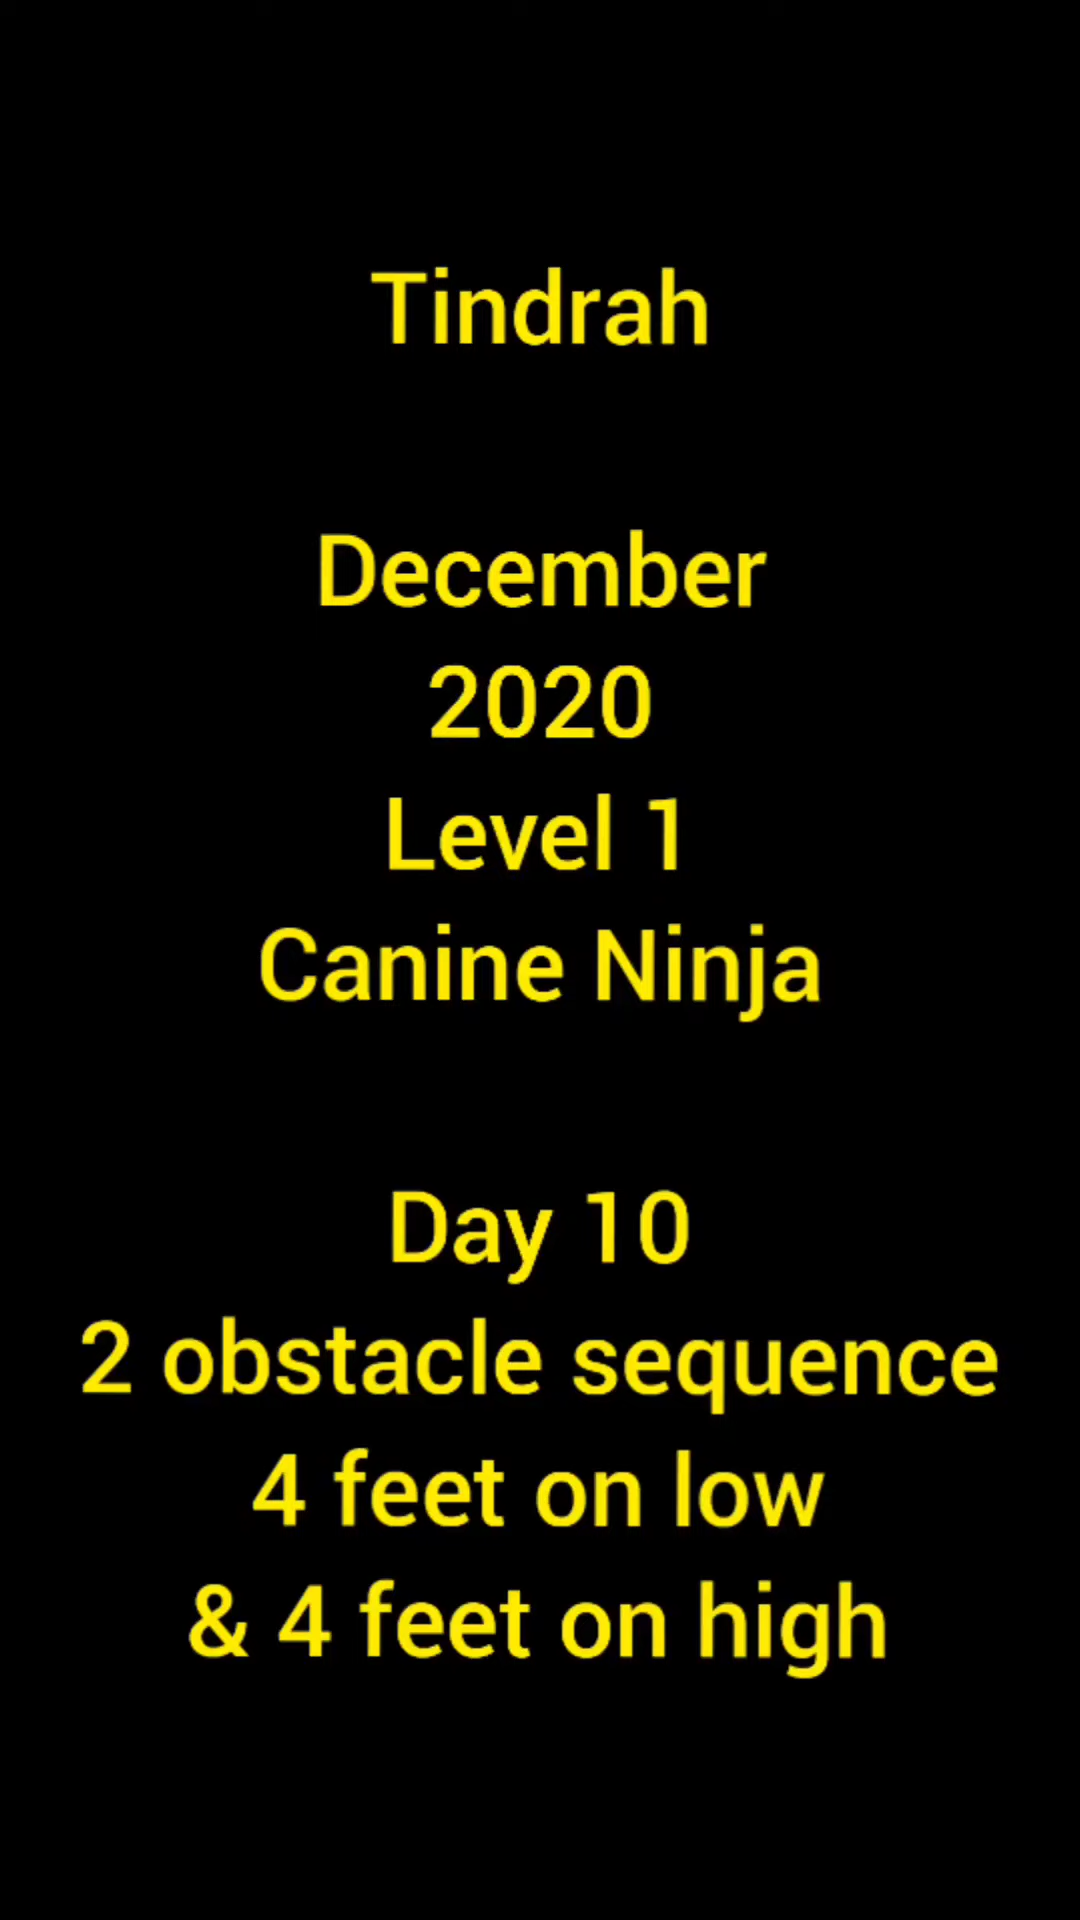 Tindrah
December
2020
Level 1
Canine Ninja
Day 10
2 obstacle sequence
4 feet on low
& 4 feet on high